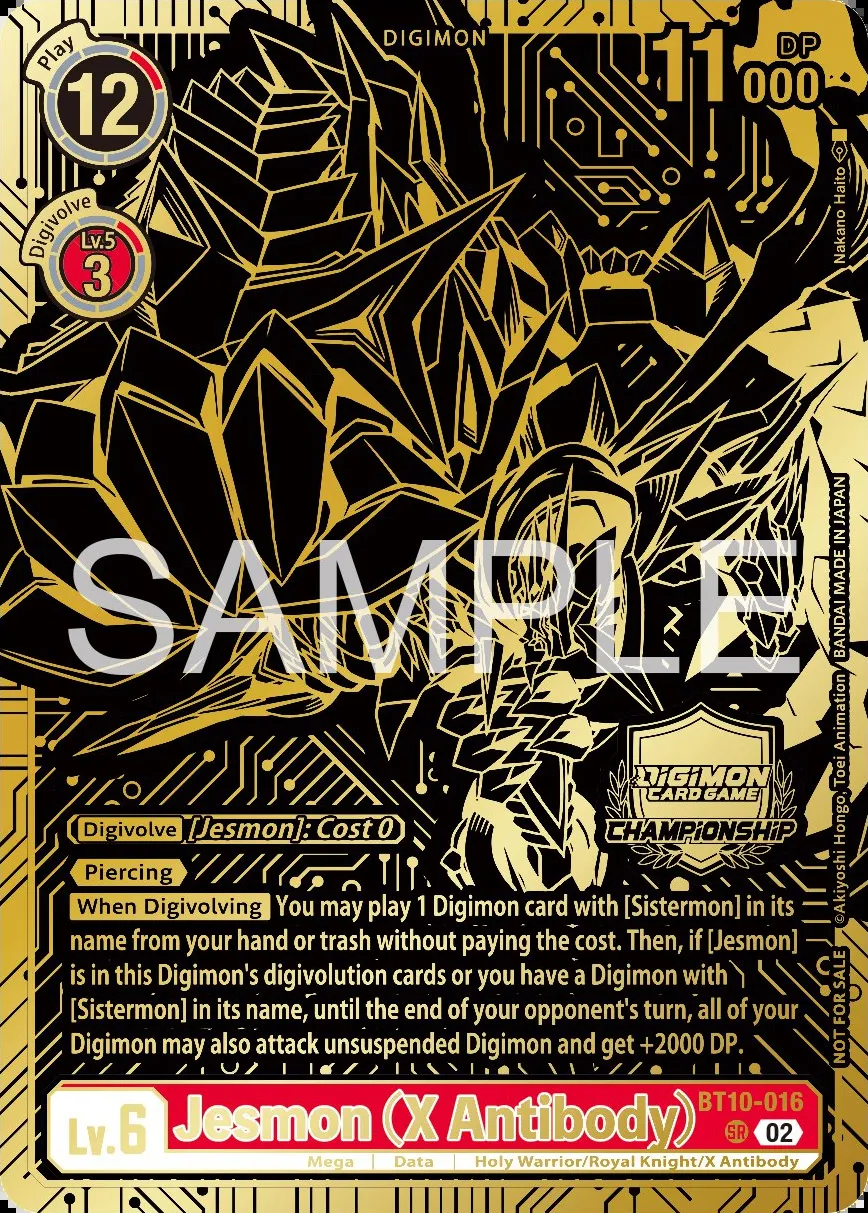 DIGIMON
Play
12
11
DP
000
Digivolve
Lv.5
3
Nakano Haito
SAMPLE
DIGIMON
CARD GAME
CHAMPIONSHIP
©Akiyoshi Hongo, Toei Animation / BANDAI MADE IN JAPAN
NOT FOR SALE
Digivolve [Jesmon]: Cost 0
Piercing
When Digivolving You may play 1 Digimon card with [Sistermon] in its
name from your hand or trash without paying the cost. Then, if [Jesmon]
is in this Digimon's digivolution cards or you have a Digimon with
[Sistermon] in its name, until the end of your opponent's turn, all of your
Digimon may also attack unsuspended Digimon and get +2000 DP.
Lv.6
Jesmon (X Antibody)
BT10-016
SR 02
Mega | Data | Holy Warrior/Royal Knight/X Antibody